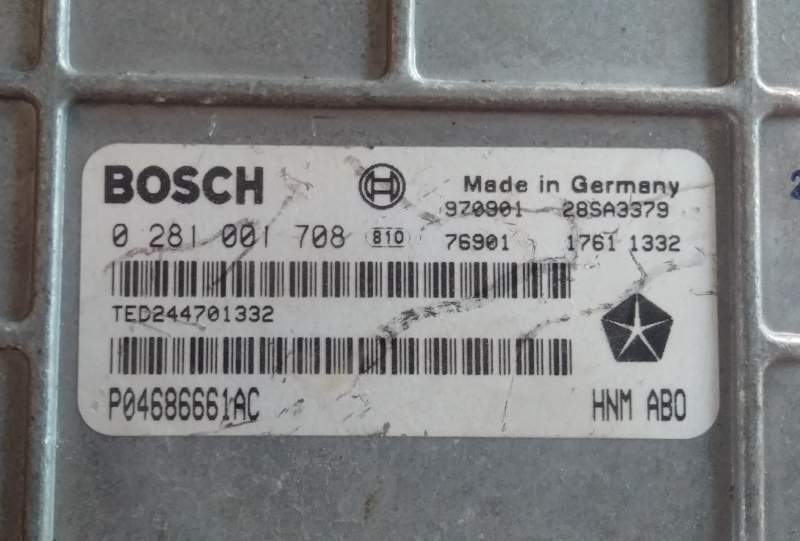 BOSCH Made in Germany
970901 28SA3379
0 281 001 708 810 76901 1761 1332
TED244701332
P04686661AC HNM ABO